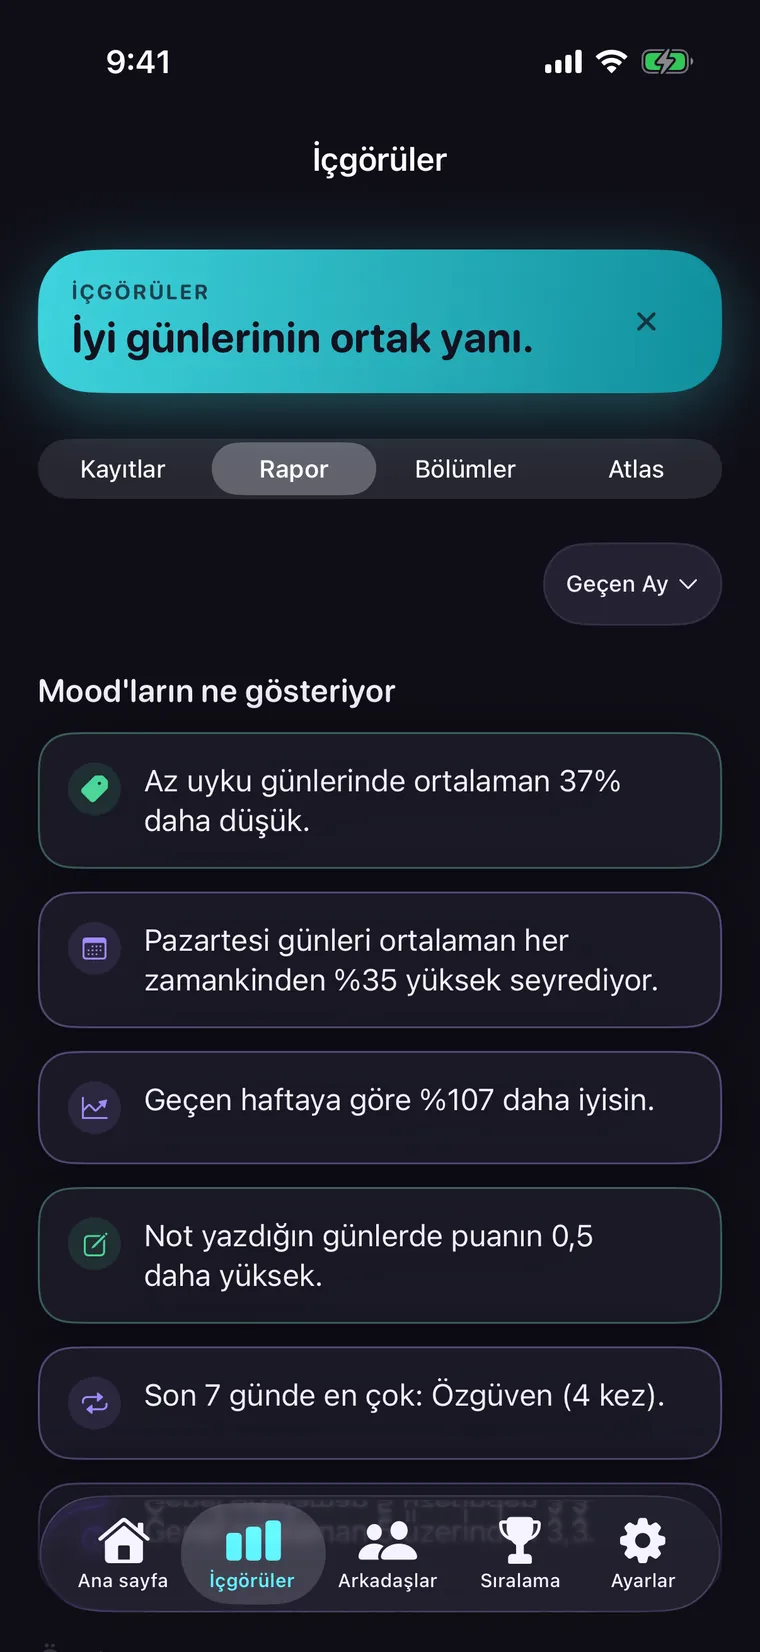 9:41
İçgörüler
İÇGÖRÜLER
İyi günlerinin ortak yanı.
Kayıtlar
Rapor
Bölümler
Atlas
Geçen Ay
Mood'ların ne gösteriyor
Az uyku günlerinde ortalaman 37%
daha düşük.
Pazartesi günleri ortalaman her
zamankinden %35 yüksek seyrediyor.
Geçen haftaya göre %107 daha iyisin.
Not yazdığın günlerde puanın 0,5
daha yüksek.
Son 7 günde en çok: Özgüven (4 kez).
3,3.
Ana sayfa
İçgörüler
Arkadaşlar
Sıralama
Ayarlar